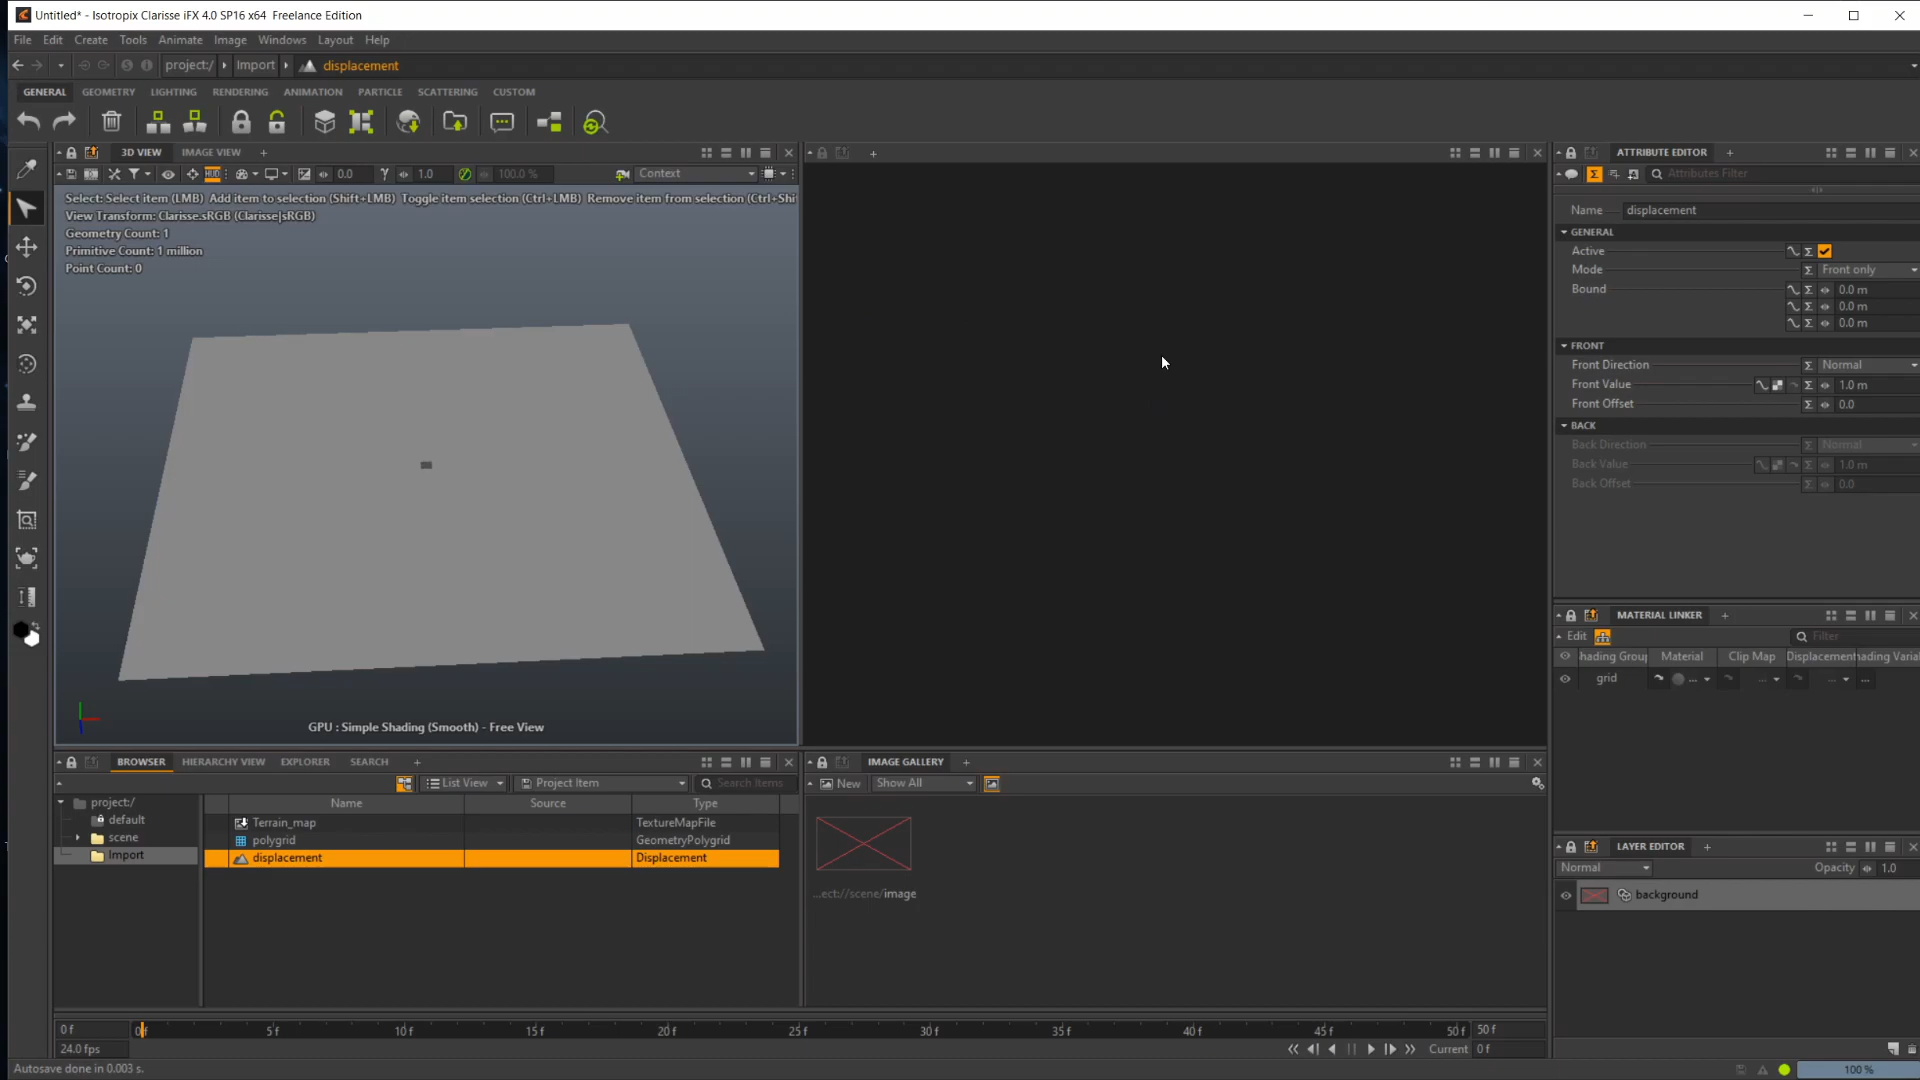 Untitled* - Isotropix Clarisse iFX 4.0 SP16 x64  Freelance Edition
File Edit Create Tools Animate Image Windows Layout Help
project:/ Import displacement
GENERAL GEOMETRY LIGHTING RENDERING ANIMATION PARTICLE SCATTERING CUSTOM
3D VIEW IMAGE VIEW +
HUD 0.0 γ 1.0 100.0 % Context
Select: Select item (LMB)  Add item to selection (Shift+LMB)  Toggle item selection (Ctrl+LMB)  Remove item from selection (Ctrl+Shi
View Transform: Clarisse.sRGB (Clarisse|sRGB)
Geometry Count: 1
Primitive Count: 1 million
Point Count: 0
GPU : Simple Shading (Smooth) - Free View
+
ATTRIBUTE EDITOR +
Attributes Filter
Name displacement
GENERAL
Active
Mode Front only
Bound 0.0 m
0.0 m
0.0 m
FRONT
Front Direction Normal
Front Value 1.0 m
Front Offset 0.0
BACK
Back Direction Normal
Back Value 1.0 m
Back Offset 0.0
MATERIAL LINKER +
Edit Filter
hading Group Material Clip Map Displacement hading Varia
grid ... ... ... ...
LAYER EDITOR +
Normal Opacity 1.0
background
BROWSER HIERARCHY VIEW EXPLORER SEARCH +
List View Project Item Search Items
project:/
default
scene
Import
Name Source Type
Terrain_map TextureMapFile
polygrid GeometryPolygrid
displacement Displacement
IMAGE GALLERY +
New Show All
...ect://scene/image
0 f 0f 5 f 10 f 15 f 20 f 25 f 30 f 35 f 40 f 45 f 50 f 50 f
24.0 fps Current 0 f
Autosave done in 0.003 s. 100 %